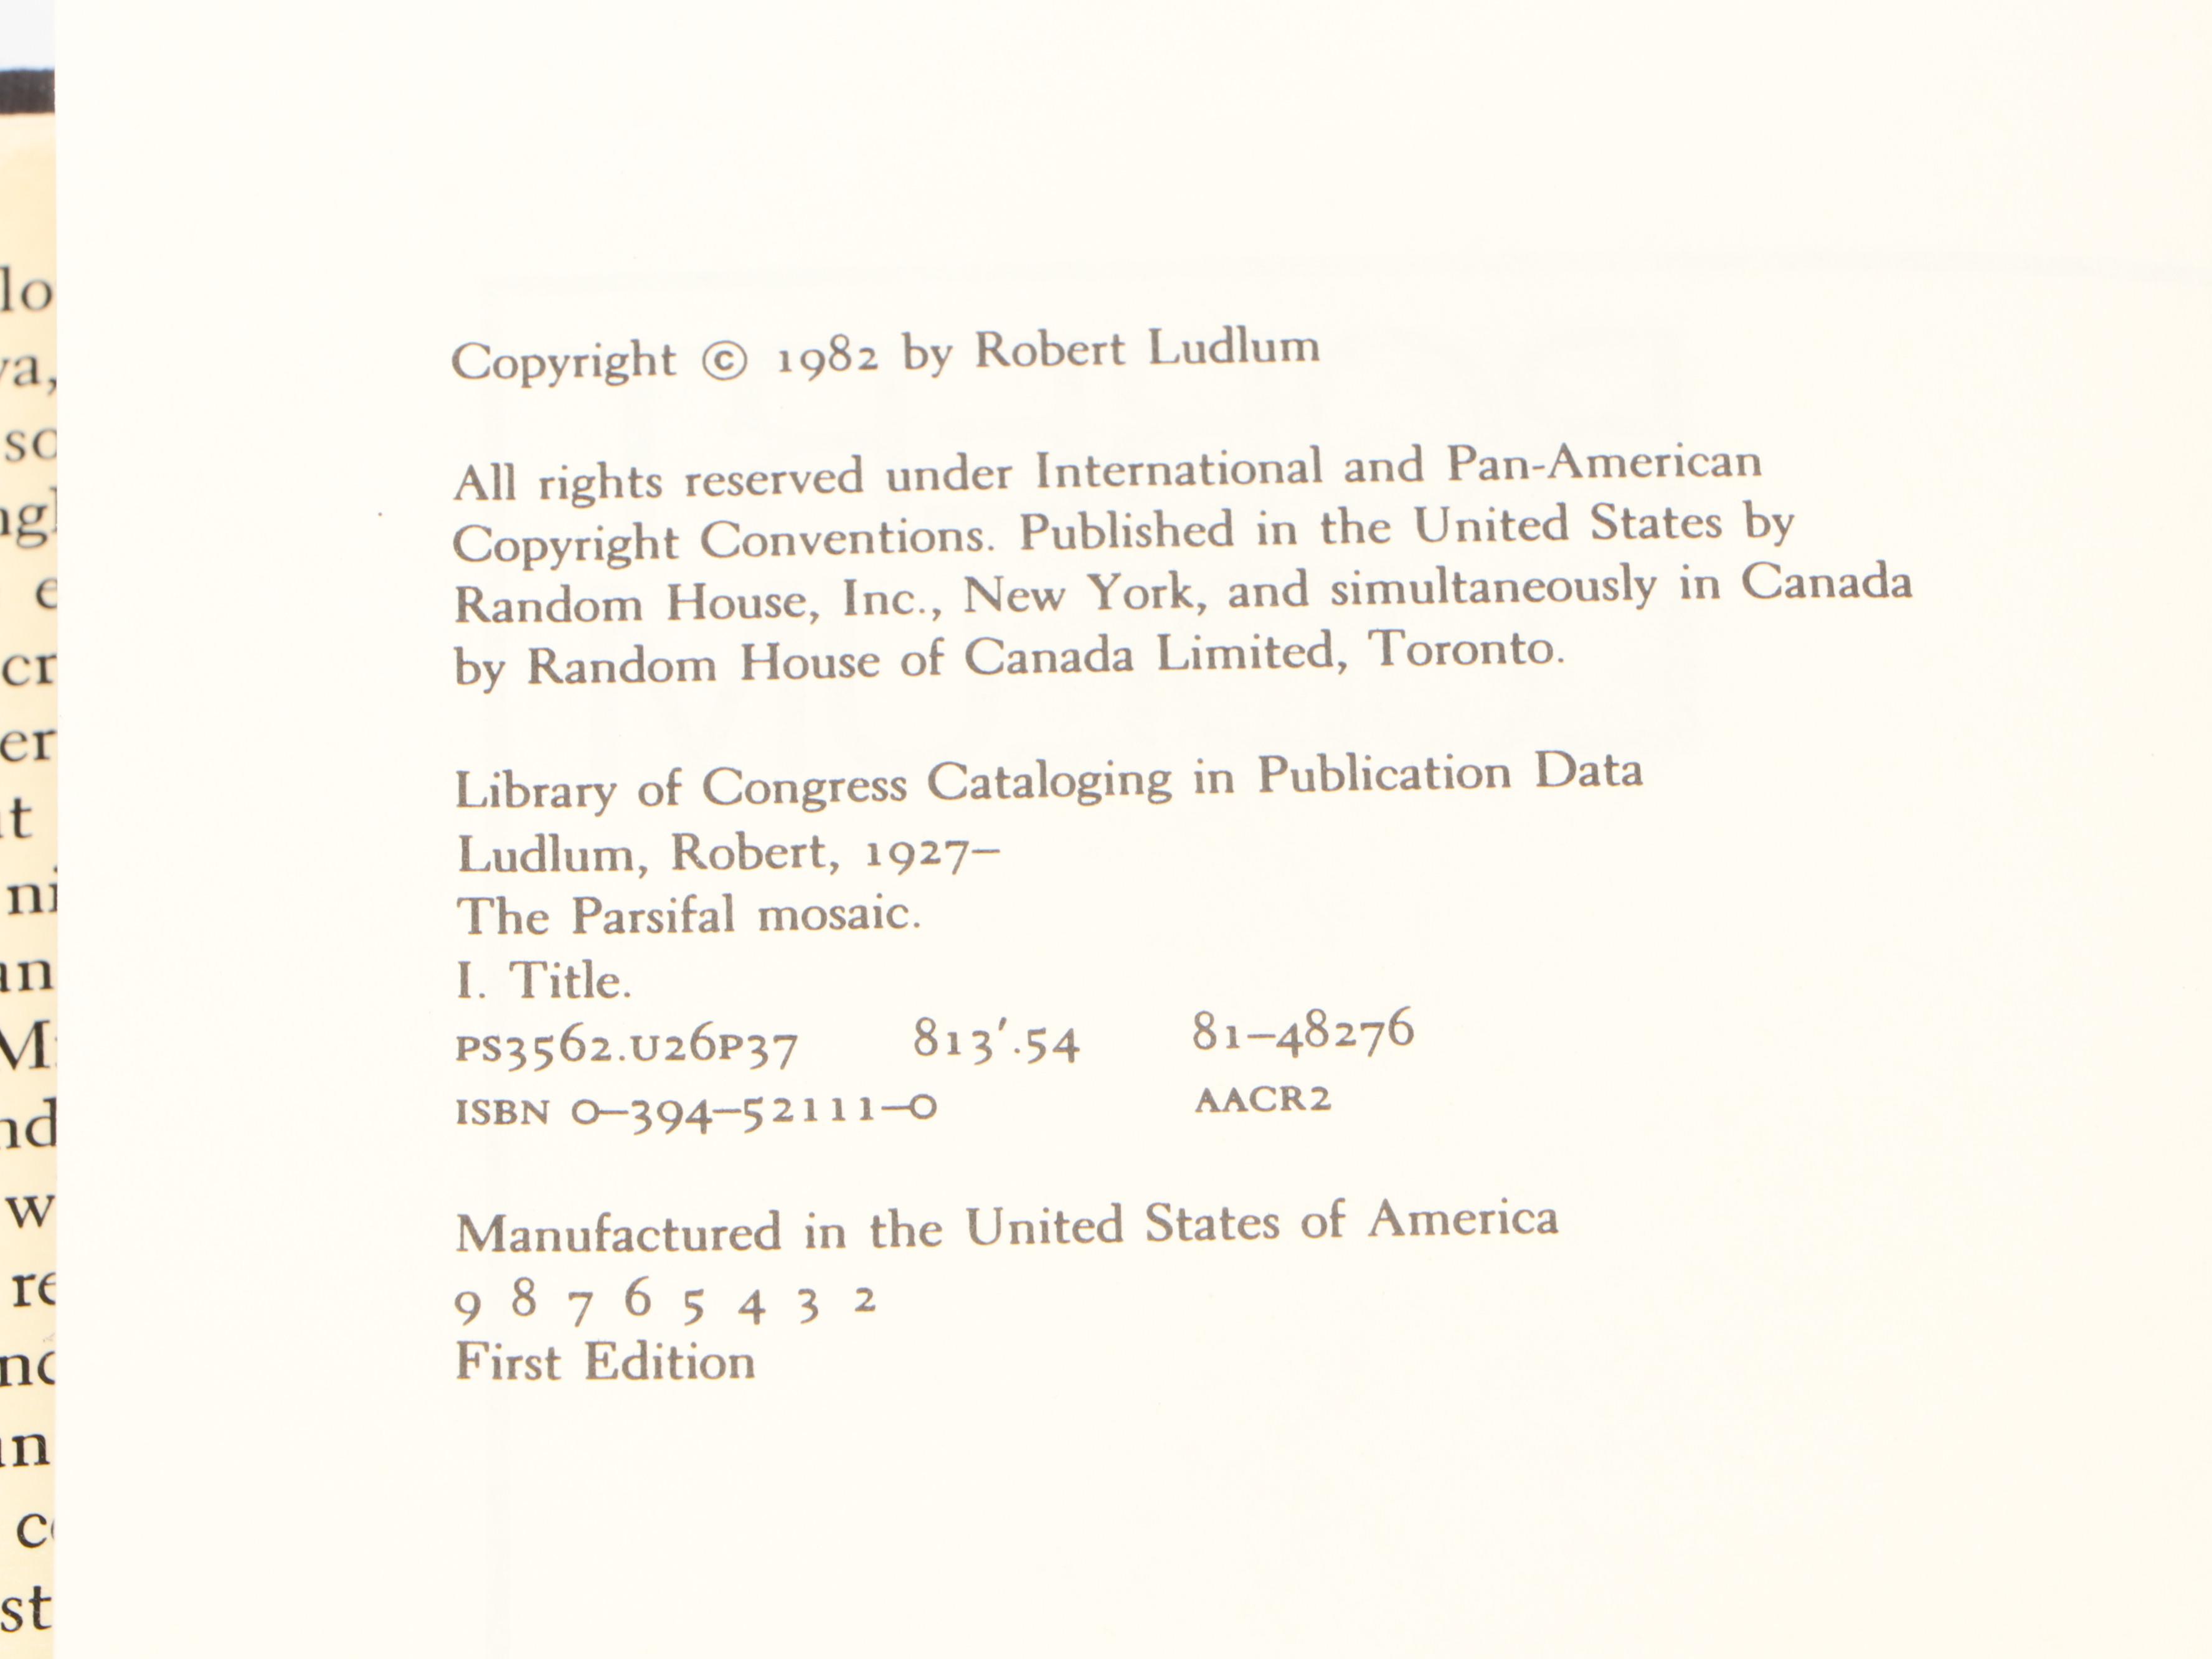 Copyright © 1982 by Robert Ludlum
All rights reserved under International and Pan-American
Copyright Conventions. Published in the United States by
Random House, Inc., New York, and simultaneously in Canada
by Random House of Canada Limited, Toronto.
Library of Congress Cataloging in Publication Data
Ludlum, Robert, 1927–
The Parsifal mosaic.
I. Title.
PS3562.U26P37 813′.54 81–48276
ISBN 0–394–52111–0 AACR2
Manufactured in the United States of America
9 8 7 6 5 4 3 2
First Edition